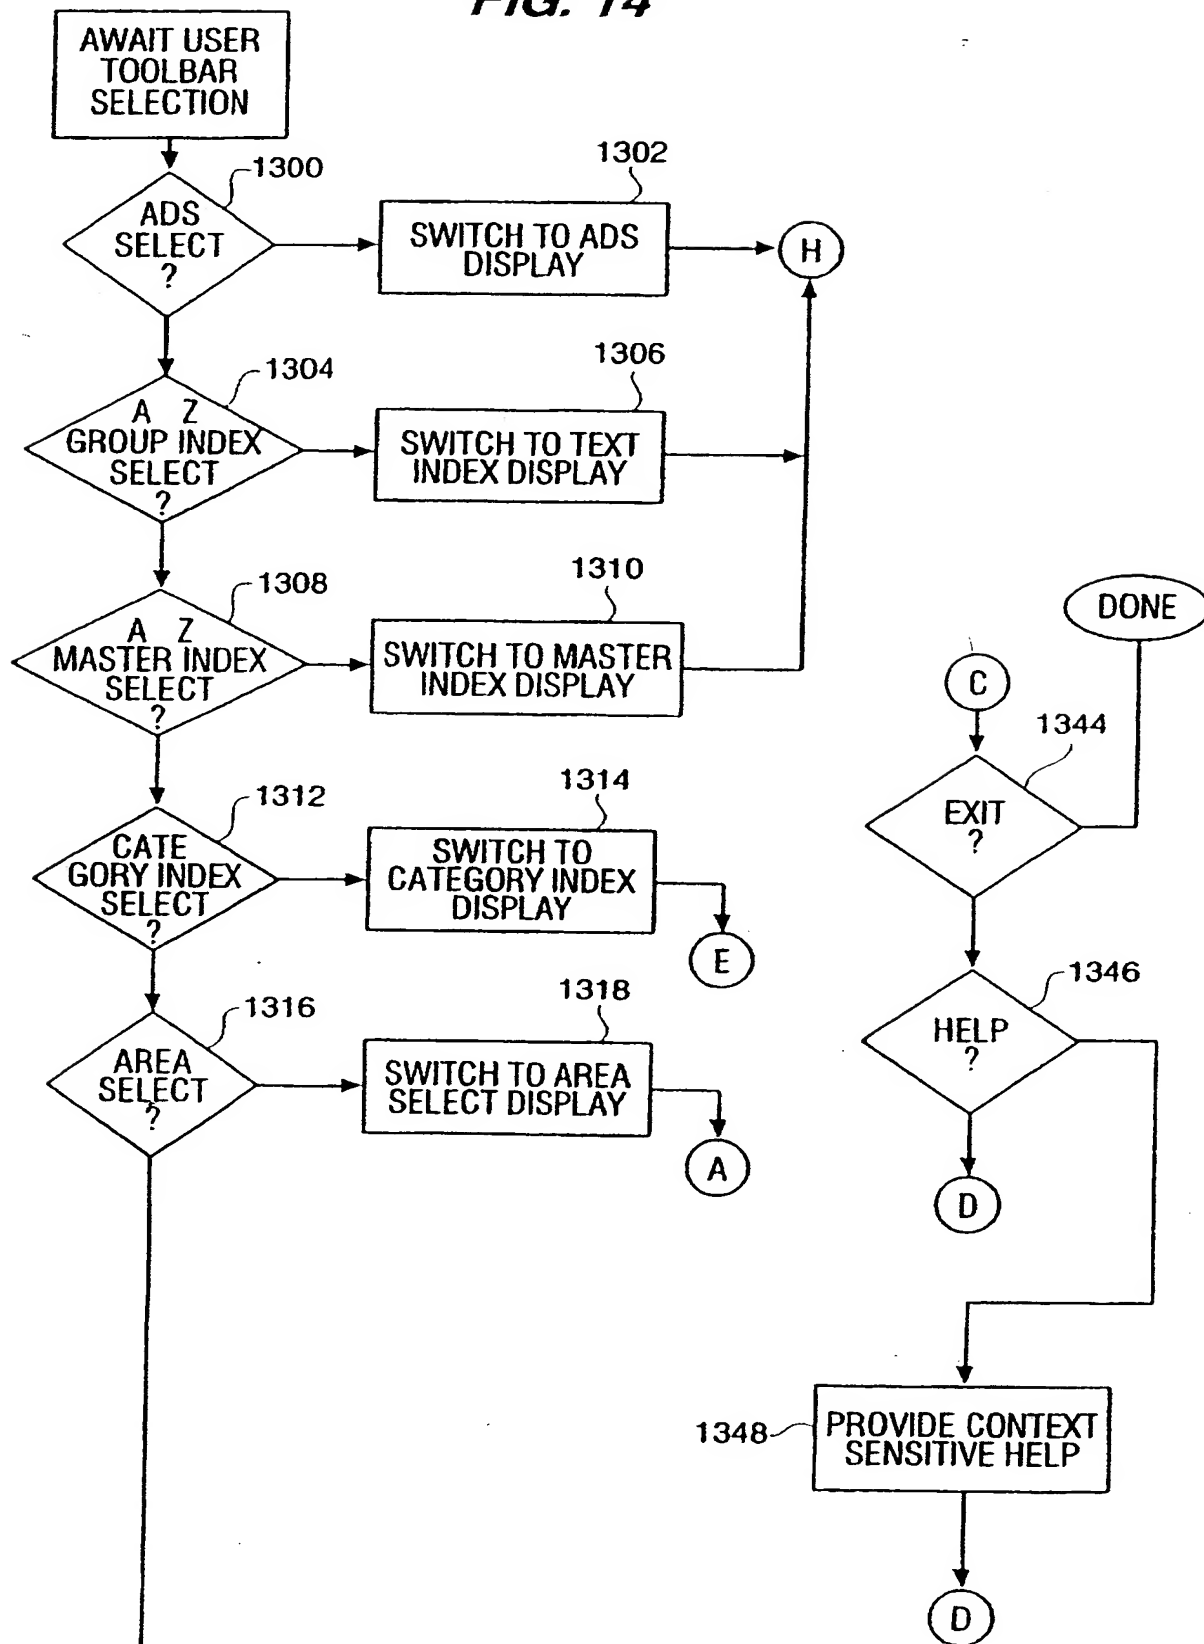 FIG. 14
AWAIT USER
TOOLBAR
SELECTION
1300
ADS
SELECT
?
1302
SWITCH TO ADS
DISPLAY
H
1304
A Z
GROUP INDEX
SELECT
?
1306
SWITCH TO TEXT
INDEX DISPLAY
1308
A Z
MASTER INDEX
SELECT
?
1310
SWITCH TO MASTER
INDEX DISPLAY
1312
CATE
GORY INDEX
SELECT
?
1314
SWITCH TO
CATEGORY INDEX
DISPLAY
E
1316
AREA
SELECT
?
1318
SWITCH TO AREA
SELECT DISPLAY
A
DONE
C
1344
EXIT
?
1346
HELP
?
D
1348
PROVIDE CONTEXT
SENSITIVE HELP
D